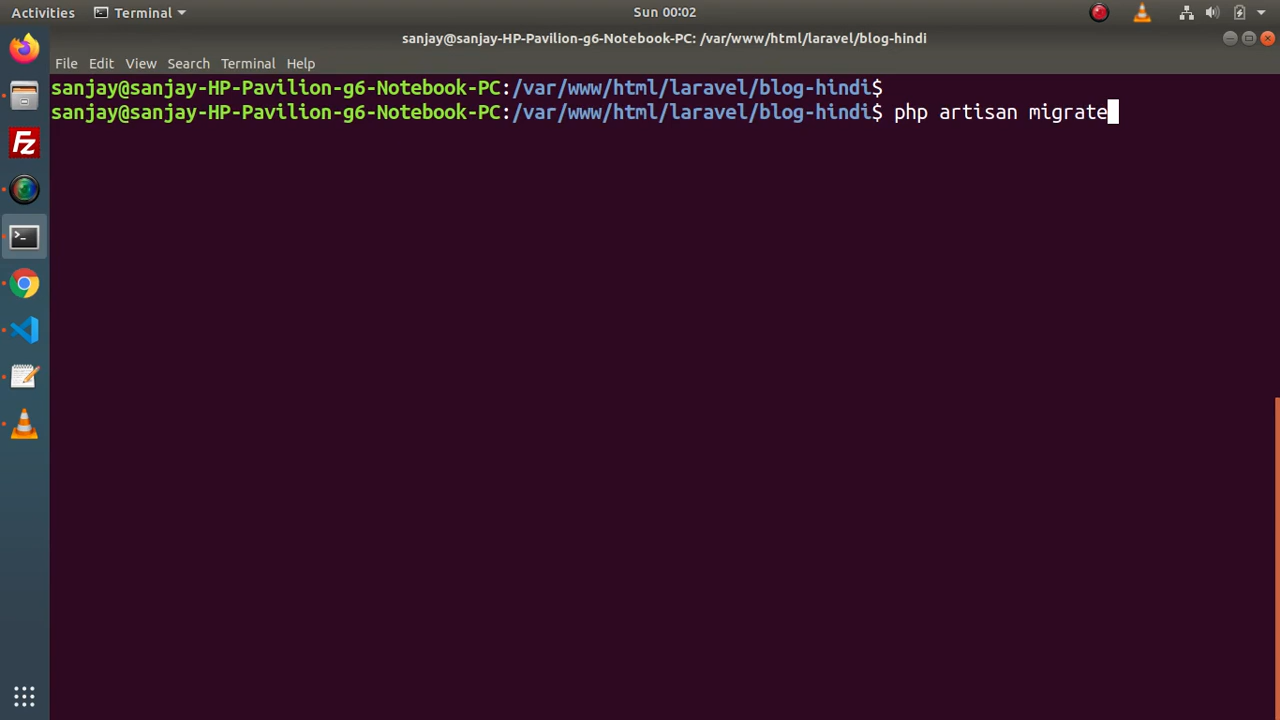 Activities Terminal Sun 00:02
sanjay@sanjay-HP-Pavilion-g6-Notebook-PC: /var/www/html/laravel/blog-hindi
File Edit View Search Terminal Help
sanjay@sanjay-HP-Pavilion-g6-Notebook-PC:/var/www/html/laravel/blog-hindi$
sanjay@sanjay-HP-Pavilion-g6-Notebook-PC:/var/www/html/laravel/blog-hindi$ php artisan migrate